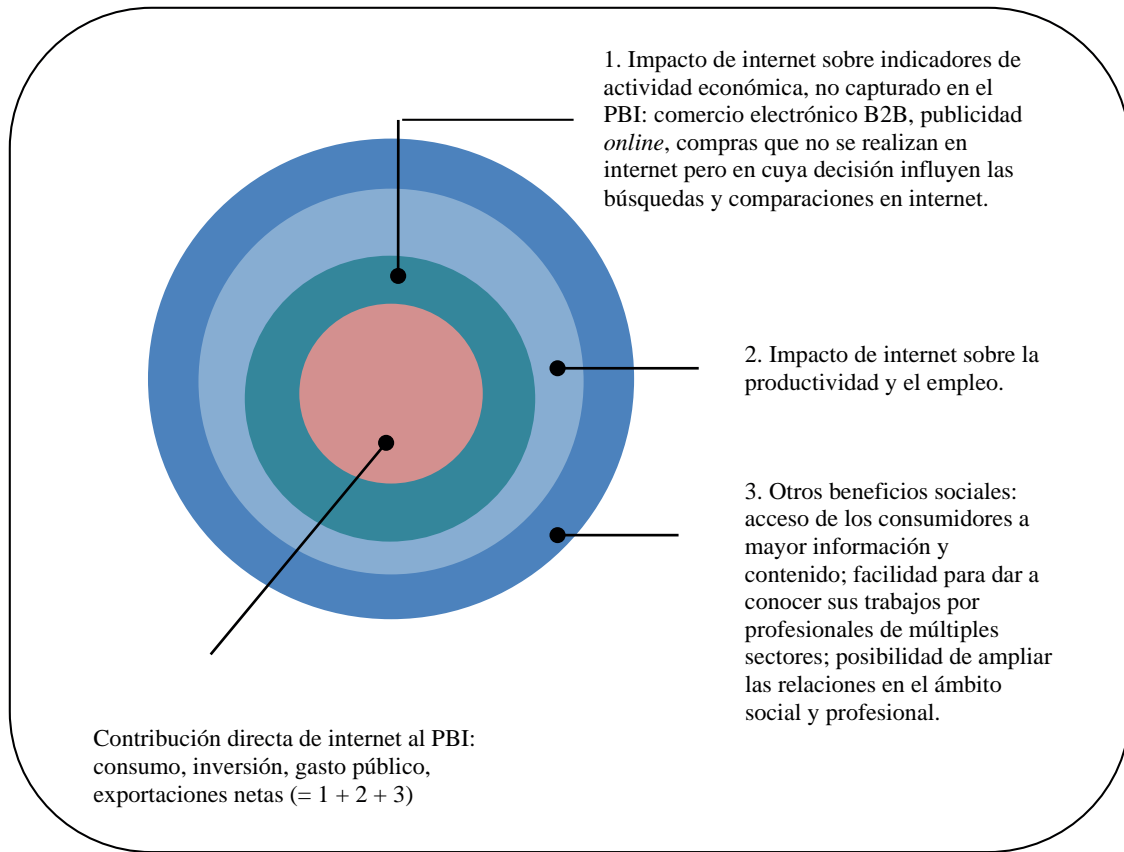 1. Impacto de internet sobre indicadores de
actividad económica, no capturado en el
PBI: comercio electrónico B2B, publicidad
online, compras que no se realizan en
internet pero en cuya decisión influyen las
búsquedas y comparaciones en internet.
2. Impacto de internet sobre la
productividad y el empleo.
3. Otros beneficios sociales:
acceso de los consumidores a
mayor información y
contenido; facilidad para dar a
conocer sus trabajos por
profesionales de múltiples
sectores; posibilidad de ampliar
las relaciones en el ámbito
social y profesional.
Contribución directa de internet al PBI:
consumo, inversión, gasto público,
exportaciones netas (= 1 + 2 + 3)